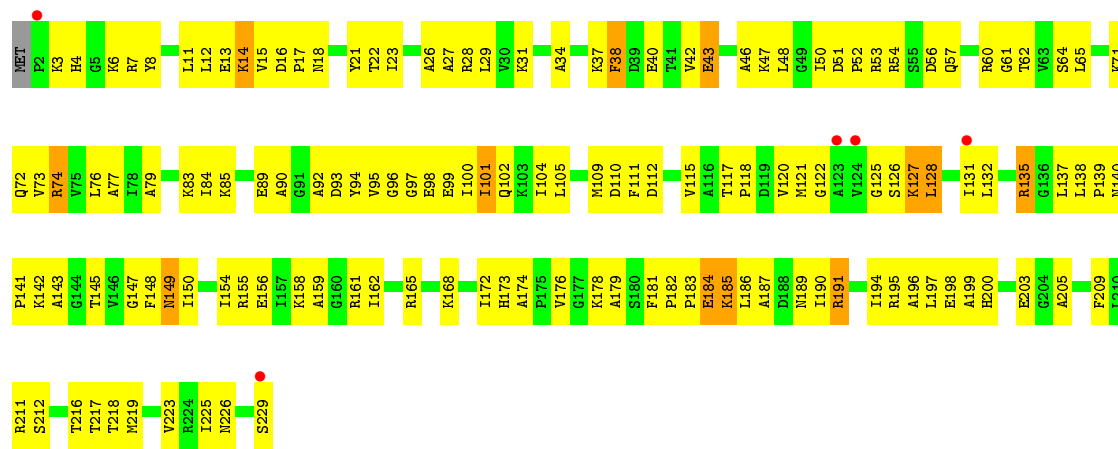 MET P2 K3 H4 G5 K6 R7 Y8 L11 L12 E13 K14 V15 D16 P17 N18 Y21 T22 I23 A26 A27 R28 L29 V30 K31 A34 K37 F38 D39 E40 T41 V42 E43 A46 K47 L48 G49 I50 D51 P52 R53 R54 S55 D56 Q57 R60 G61 T62 V63 S64 L65
Q72 V73 R74 V75 L76 A77 I78 A79 K83 I84 K85 E89 A90 G91 A92 D93 Y94 V95 G96 G97 E98 E99 I100 I101 Q102 K103 I104 L105 M109 D110 F111 D112 V115 A116 T117 P118 D119 V120 M121 G122 A123 V124 G125 S126 K127 L128 I131 L132 R135 G136 L137 L138 P139
P141 K142 A143 G144 T145 V146 G147 F148 N149 I150 I154 R155 E156 I157 K158 A159 G160 R161 I162 R165 K168 I172 H173 A174 P175 V176 G177 K178 A179 S180 F181 P182 P183 E184 K185 L186 A187 D188 N189 I190 R191 I194 R195 A196 L197 E198 A199 H200 E203 G204 A205 F209
R211 S212 T216 T217 T218 M219 V223 R224 I225 N226 S229